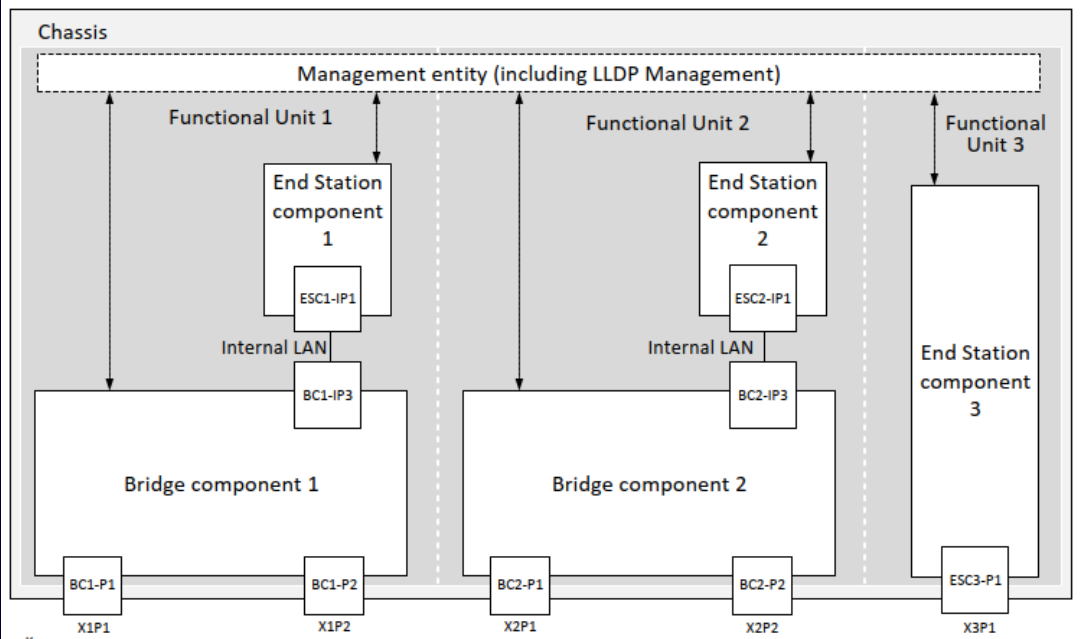 Chassis
Management entity (including LLDP Management)
Functional Unit 1
Functional Unit 2
Functional
Unit 3
End Station
component
1
End Station
component
2
ESC1-IP1
ESC2-IP1
Internal LAN
Internal LAN
BC1-IP3
BC2-IP3
End Station
component
3
Bridge component 1
Bridge component 2
BC1-P1
BC1-P2
BC2-P1
BC2-P2
ESC3-P1
X1P1
X1P2
X2P1
X2P2
X3P1